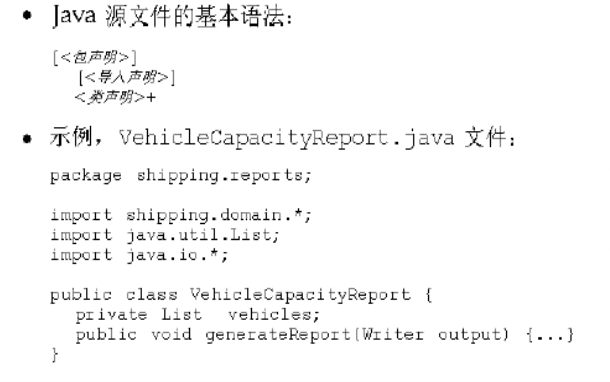 • Java 源文件的基本语法：
[<包声明>]
[<导入声明>]
<类声明>+
• 示例，VehicleCapacityReport.java 文件：
package shipping.reports;
import shipping.domain.*;
import java.util.List;
import java.io.*;
public class VehicleCapacityReport {
private List vehicles;
public void generateReport(Writer output) {...}
}